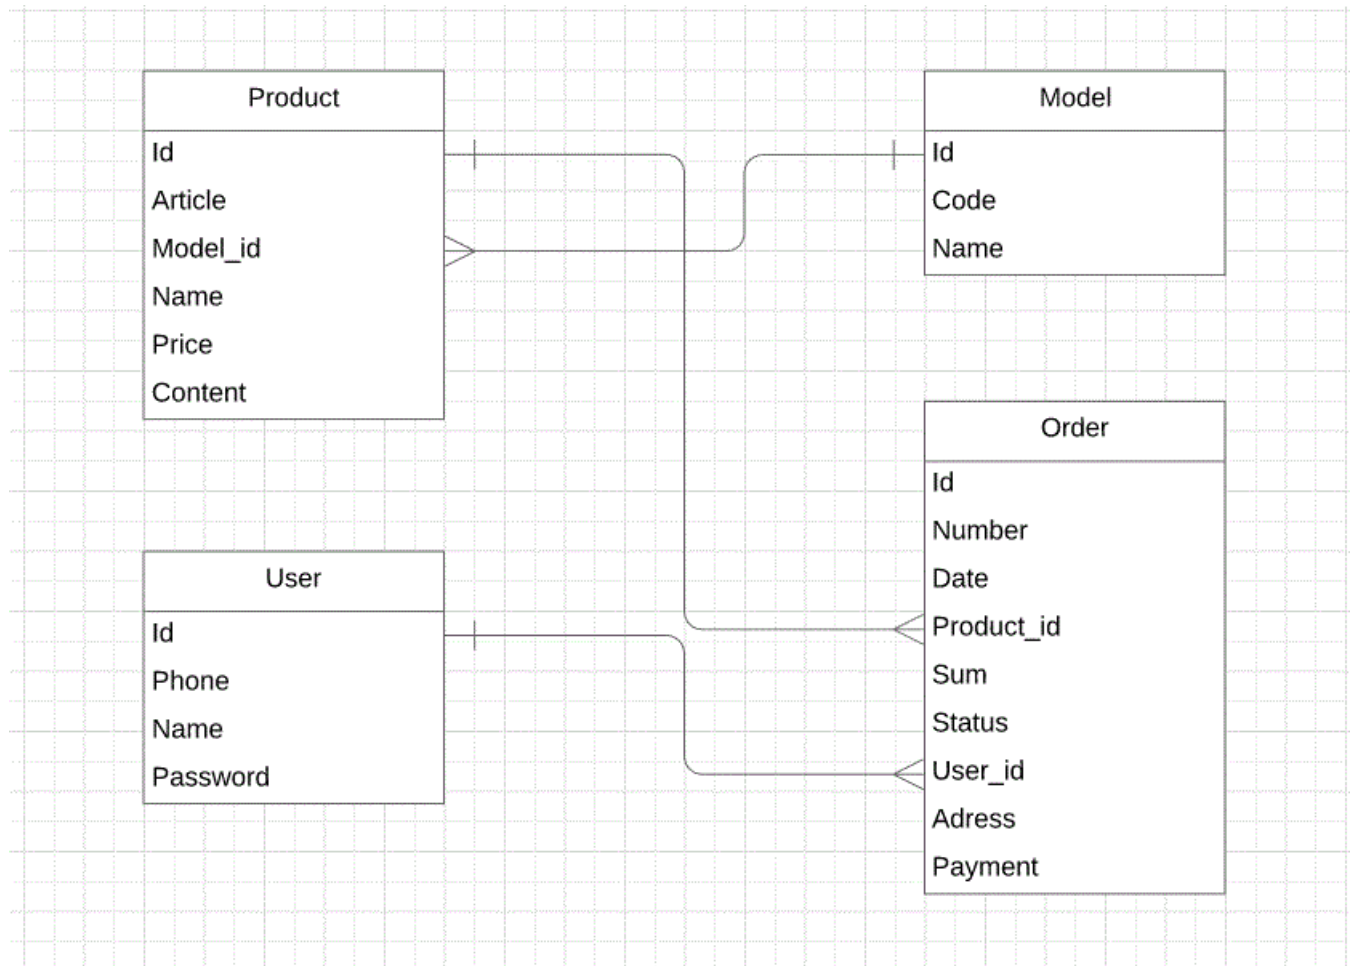 Product
Id
Article
Model_id
Name
Price
Content
Model
Id
Code
Name
User
Id
Phone
Name
Password
Order
Id
Number
Date
Product_id
Sum
Status
User_id
Adress
Payment